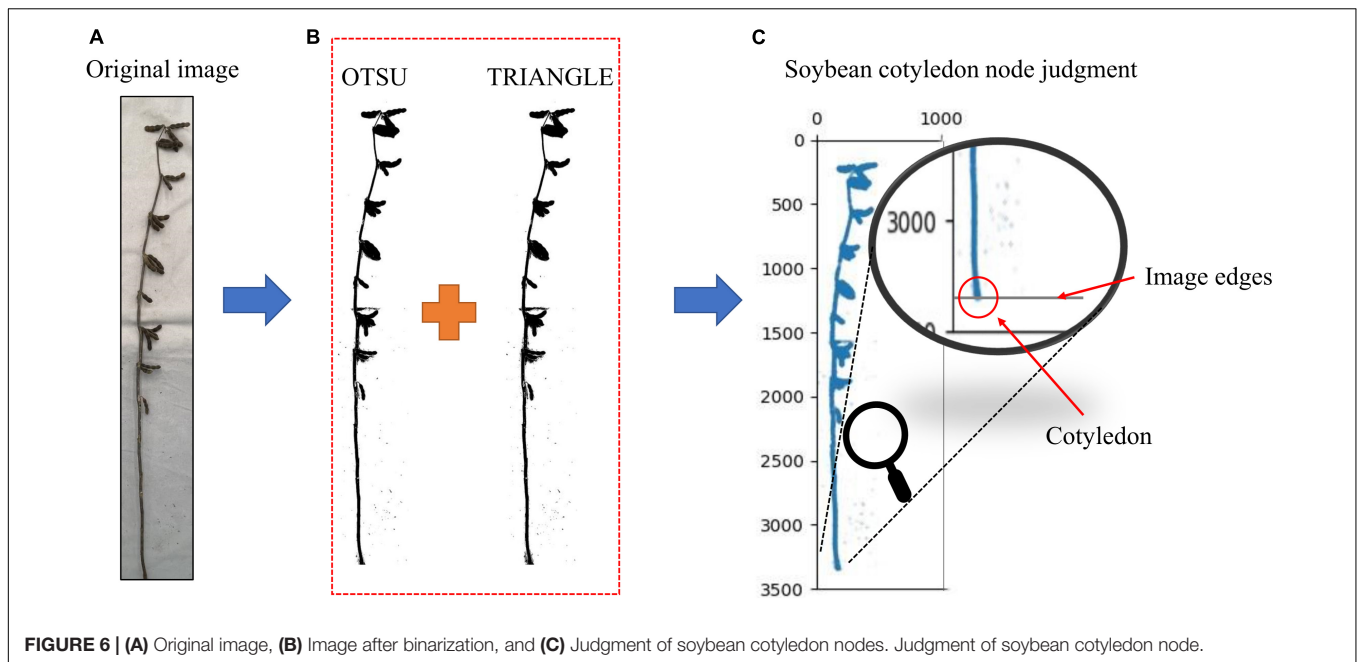 A
Original image
B
OTSU
TRIANGLE
C
Soybean cotyledon node judgment
0
1000
0
500
1000
1500
2000
2500
3000
3500
3000
Image edges
Cotyledon
FIGURE 6 | (A) Original image, (B) Image after binarization, and (C) Judgment of soybean cotyledon nodes. Judgment of soybean cotyledon node.